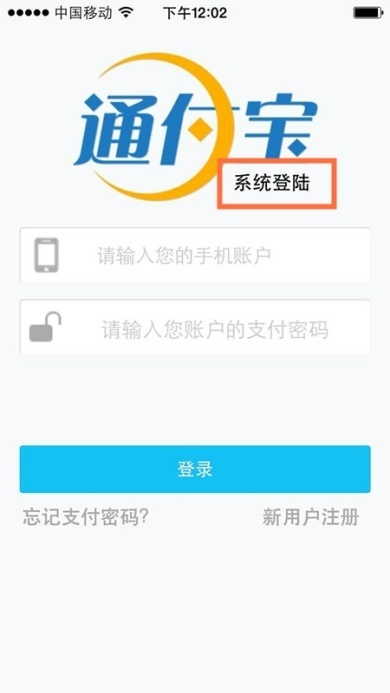 中国移动 下午12:02
通付宝
系统登陆
请输入您的手机账户
请输入您账户的支付密码
登录
忘记支付密码? 新用户注册